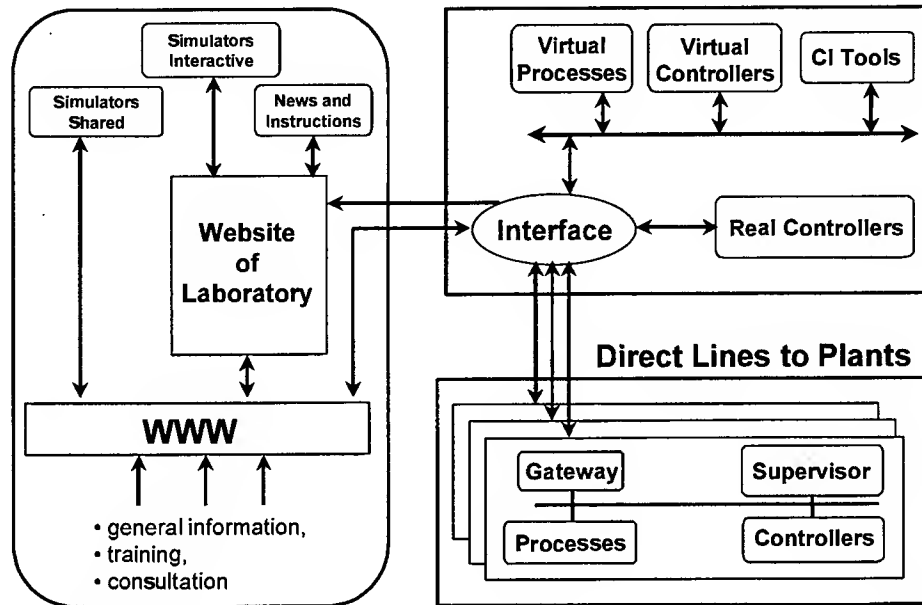 Simulators
Interactive
Simulators
Shared
News and
Instructions
Website
of
Laboratory
WWW
• general information,
• training,
• consultation
Virtual
Processes
Virtual
Controllers
CI Tools
Interface
Real Controllers
Direct Lines to Plants
Gateway
Supervisor
Processes
Controllers